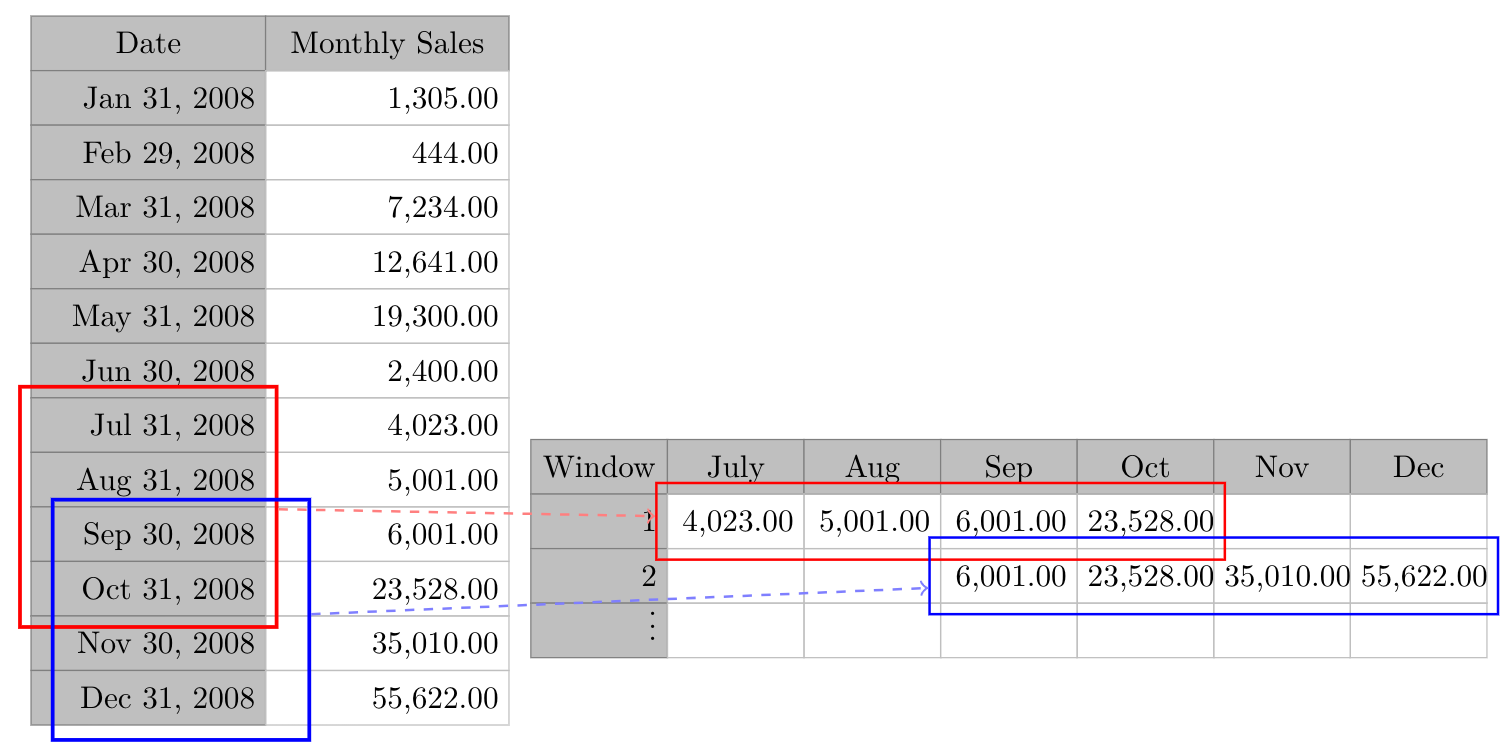 Date Monthly Sales
Jan 31, 2008 1,305.00
Feb 29, 2008 444.00
Mar 31, 2008 7,234.00
Apr 30, 2008 12,641.00
May 31, 2008 19,300.00
Jun 30, 2008 2,400.00
Jul 31, 2008 4,023.00
Aug 31, 2008 5,001.00
Sep 30, 2008 6,001.00
Oct 31, 2008 23,528.00
Nov 30, 2008 35,010.00
Dec 31, 2008 55,622.00
Window July Aug Sep Oct Nov Dec
1 4,023.00 5,001.00 6,001.00 23,528.00
2 6,001.00 23,528.00 35,010.00 55,622.00
⋮